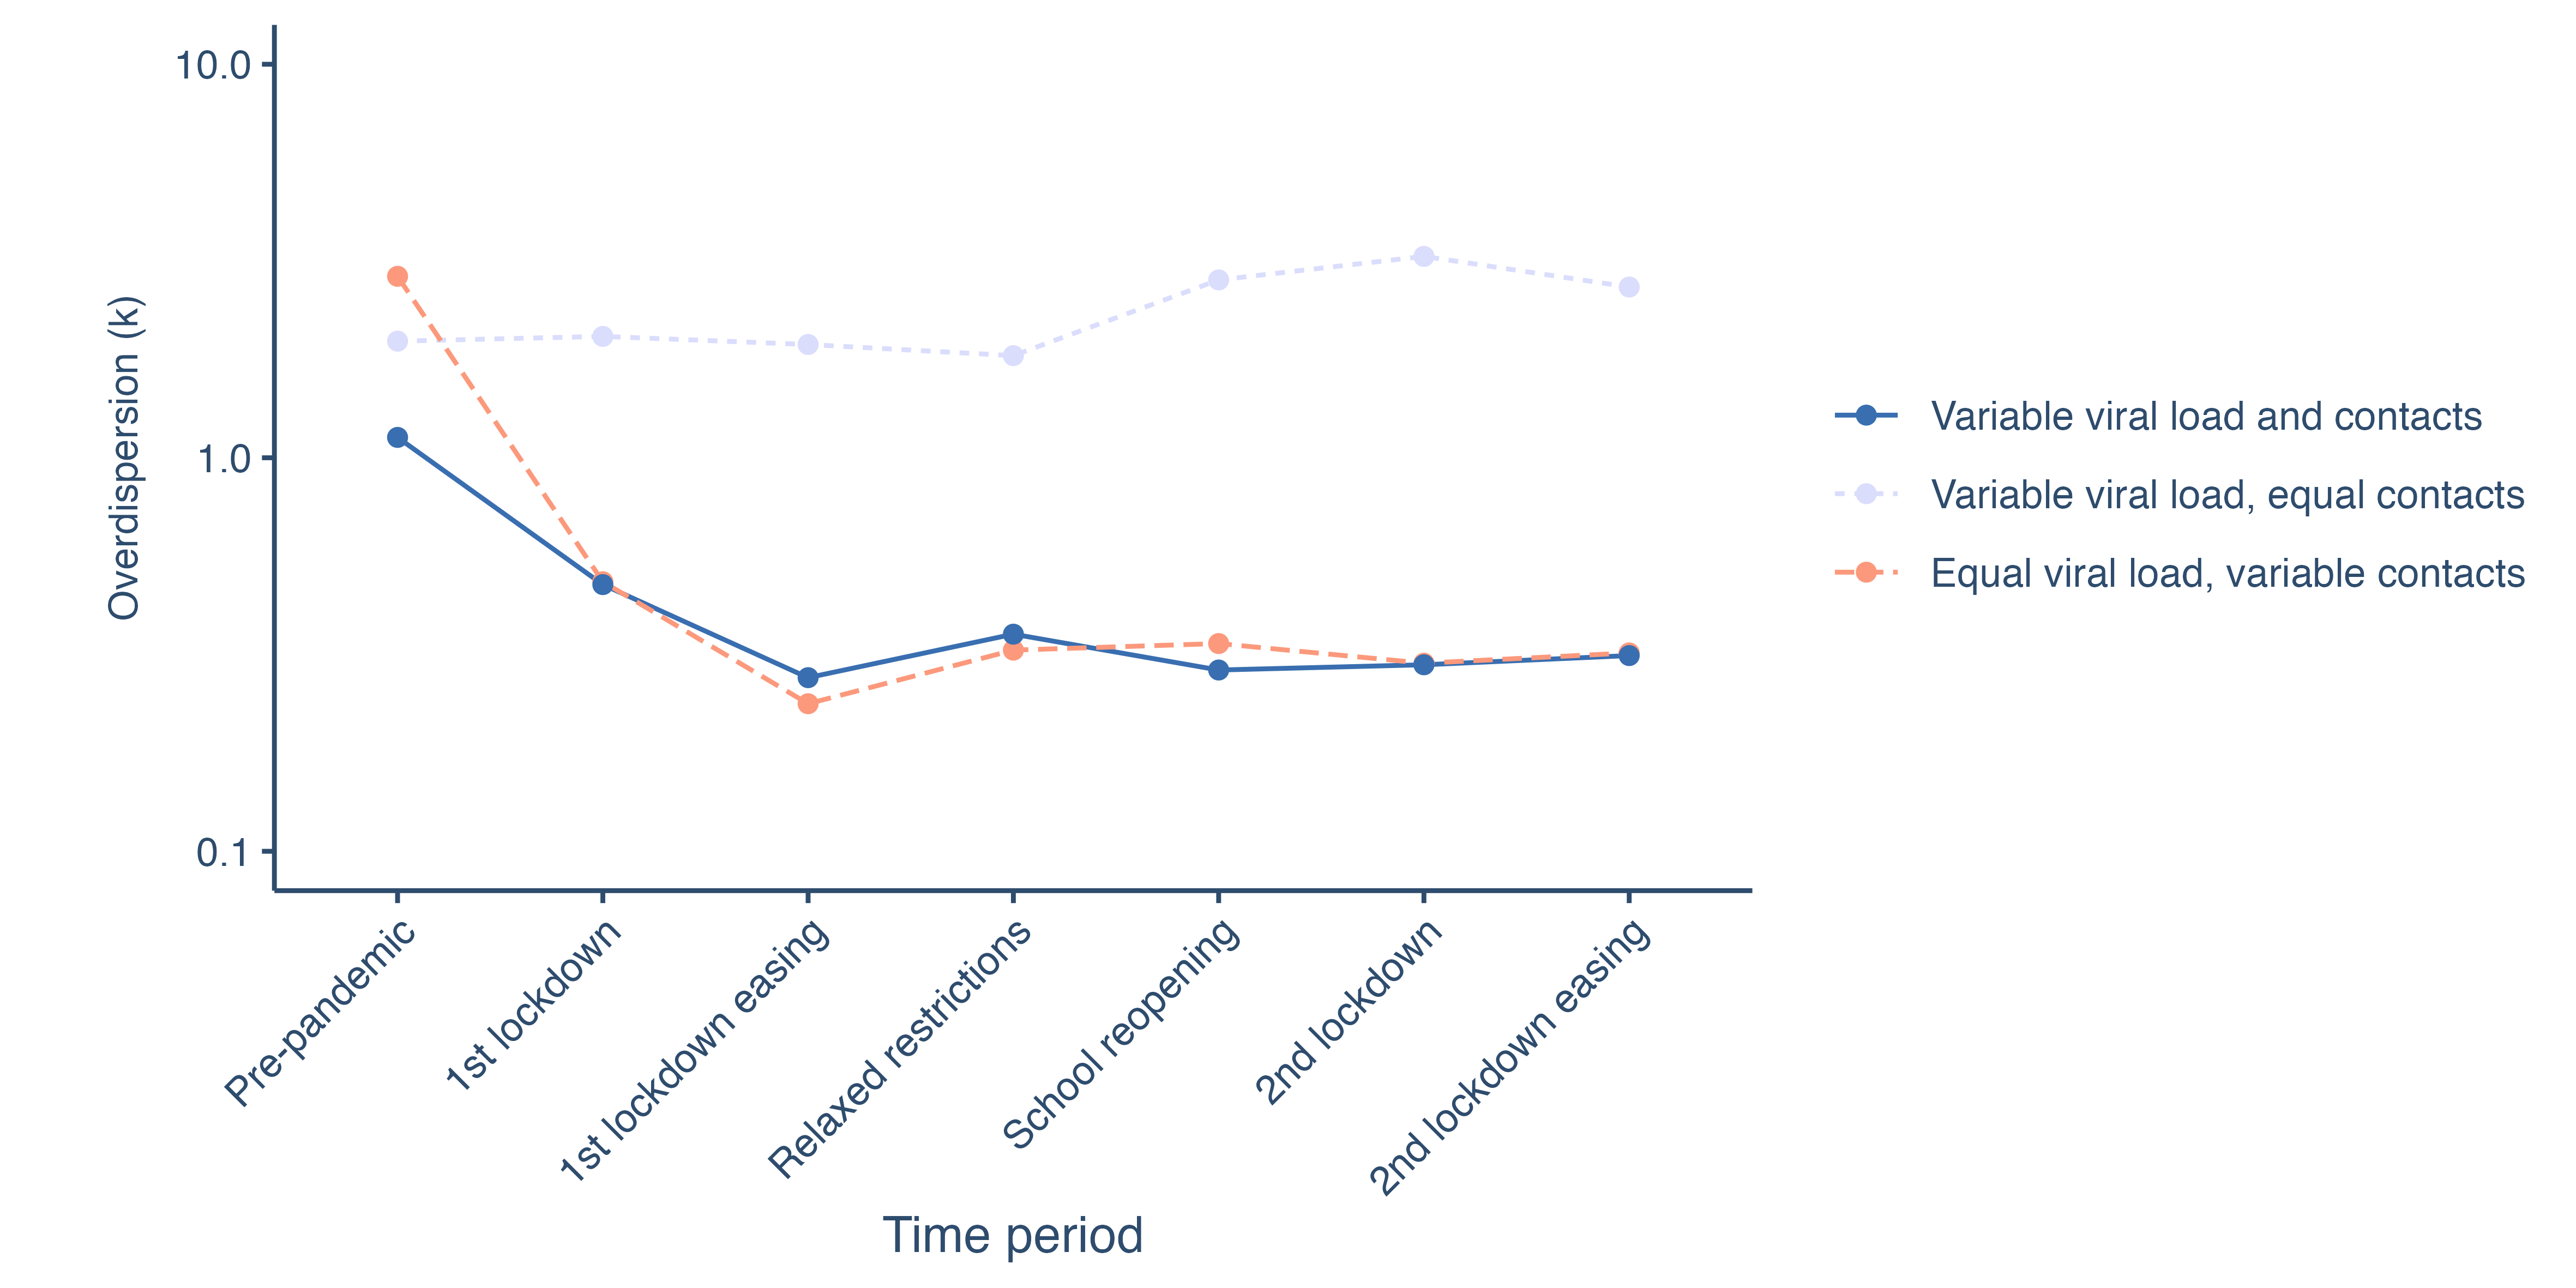 10.0
1.0
0.1
Overdispersion (k)
Pre-pandemic
1st lockdown
1st lockdown easing
Relaxed restrictions
School reopening
2nd lockdown
2nd lockdown easing
Time period
Variable viral load and contacts
Variable viral load, equal contacts
Equal viral load, variable contacts